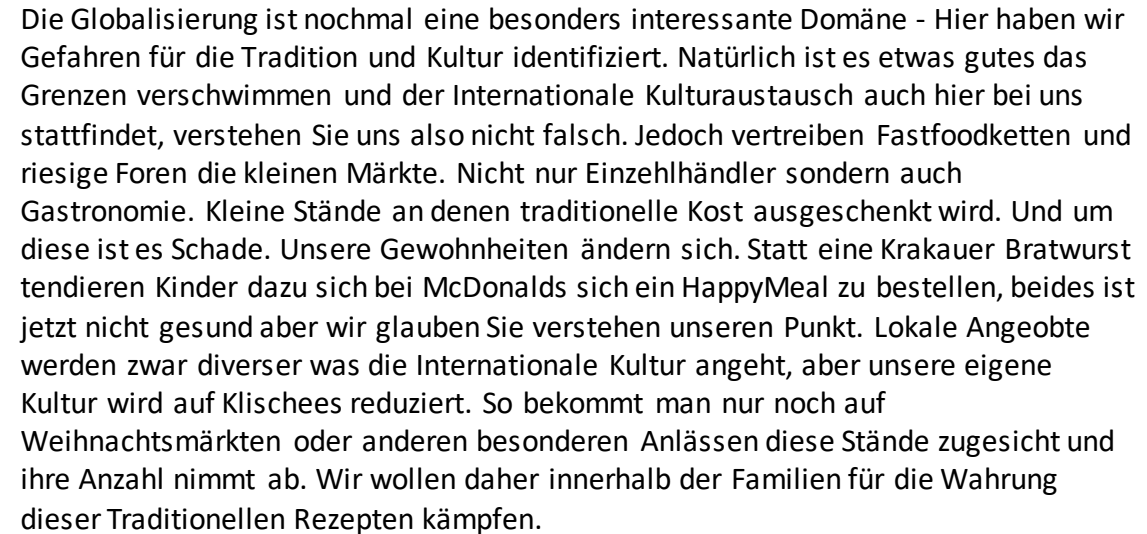 Die Globalisierung ist nochmal eine besonders interessante Domäne - Hier haben wir
Gefahren für die Tradition und Kultur identifiziert. Natürlich ist es etwas gutes das
Grenzen verschwimmen und der Internationale Kulturaustausch auch hier bei uns
stattfindet, verstehen Sie uns also nicht falsch. Jedoch vertreiben Fastfoodketten und
riesige Foren die kleinen Märkte. Nicht nur Einzehlhändler sondern auch
Gastronomie. Kleine Stände an denen traditionelle Kost ausgeschenkt wird. Und um
diese ist es Schade. Unsere Gewohnheiten ändern sich. Statt eine Krakauer Bratwurst
tendieren Kinder dazu sich bei McDonalds sich ein HappyMeal zu bestellen, beides ist
jetzt nicht gesund aber wir glauben Sie verstehen unseren Punkt. Lokale Angeobte
werden zwar diverser was die Internationale Kultur angeht, aber unsere eigene
Kultur wird auf Klischees reduziert. So bekommt man nur noch auf
Weihnachtsmärkten oder anderen besonderen Anlässen diese Stände zugesicht und
ihre Anzahl nimmt ab. Wir wollen daher innerhalb der Familien für die Wahrung
dieser Traditionellen Rezepten kämpfen.